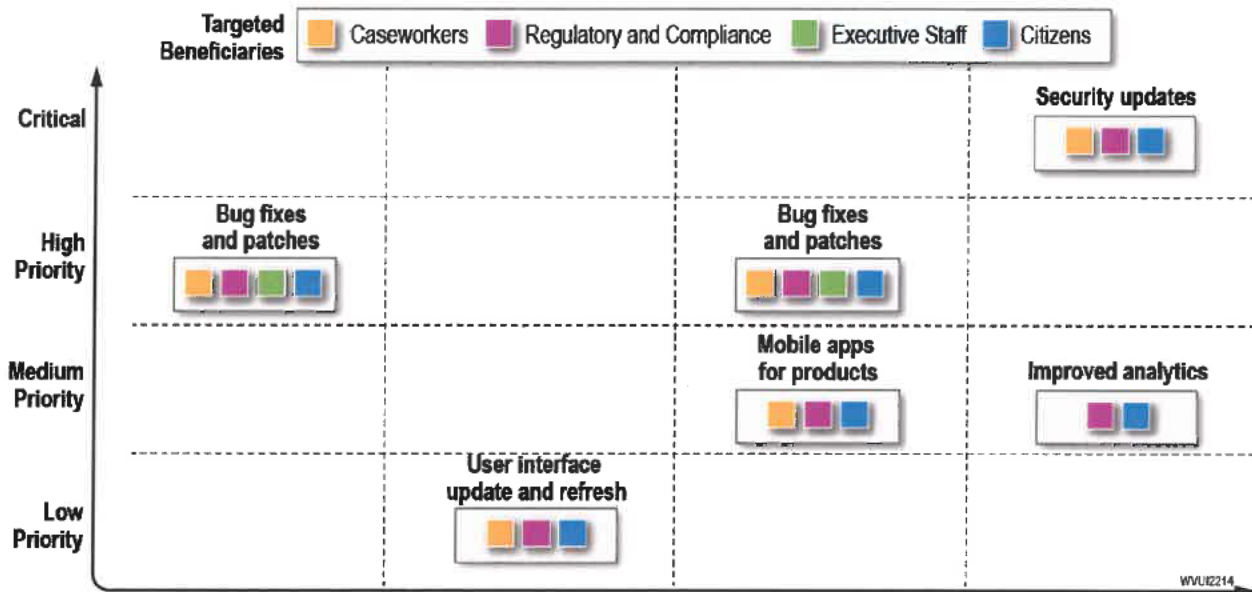 Targeted
Beneficiaries
Caseworkers
Regulatory and Compliance
Executive Staff
Citizens
Critical
Security updates
High
Priority
Bug fixes
and patches
Bug fixes
and patches
Medium
Priority
Mobile apps
for products
Improved analytics
Low
Priority
User interface
update and refresh
WVUI2214